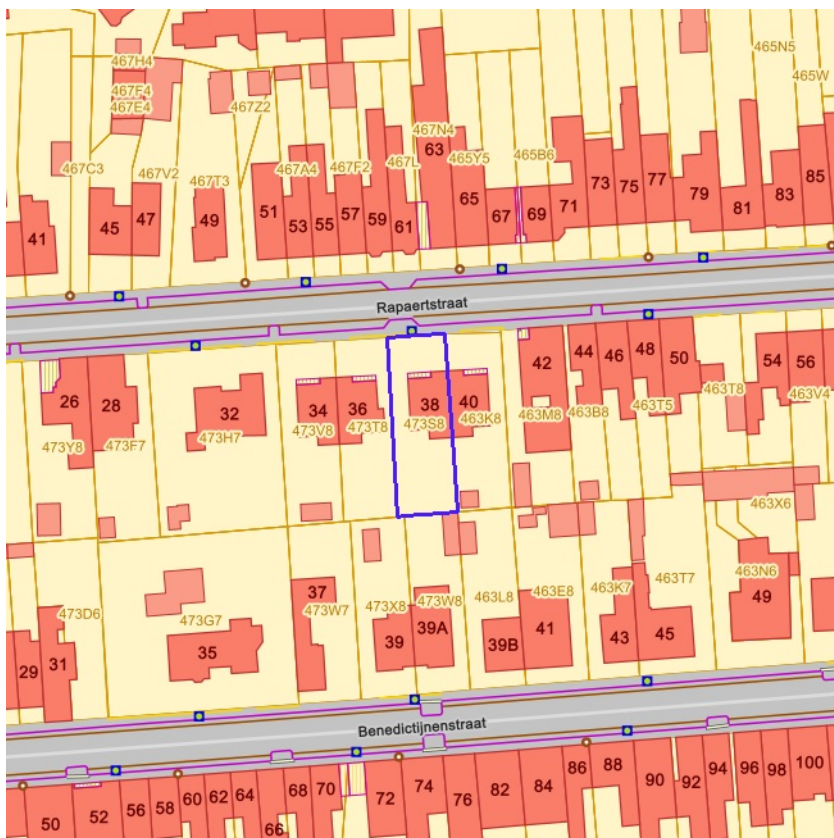 467H4
465N5
467F4
465W
467E4
467Z2
467N4
63
467C3
467V2
467T3
467A4
467F2
467L
465Y5
465B6
41
45
47
49
51
53
55
57
59
61
65
67
69
71
73
75
77
79
81
83
85
Rapaertstraat
26
28
32
34
36
38
40
42
44
46
48
50
54
56
473Y8
473F7
473H7
473V8
473T8
473S8
463K8
463M8
463B8
463T5
463T8
463V4
463X6
473D6
473G7
473W7
473X8
473W8
463L8
463E8
463K7
463T7
463N6
29
31
35
37
39
39A
39B
41
43
45
49
Benedictijnenstraat
50
52
56
58
60
62
64
66
68
70
72
74
76
82
84
86
88
90
92
94
96
98
100